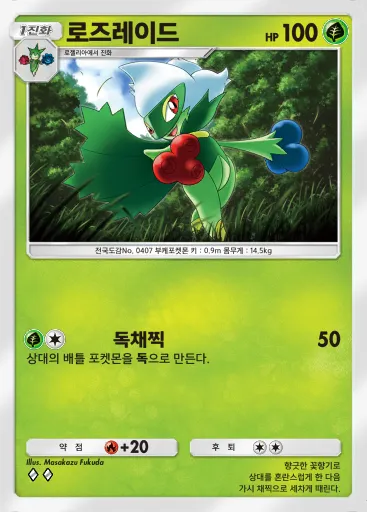 1진화
로즈레이드
HP 100
로젤리아에서 진화
전국도감No. 0407 부케포켓몬 키 : 0.9m 몸무게 : 14.5kg
독채찍 50
상대의 배틀 포켓몬을 독으로 만든다.
약점 +20
후퇴
Illus. Masakazu Fukuda
향긋한 꽃향기로
상대를 혼란스럽게 한 다음
가시 채찍으로 세차게 때린다.